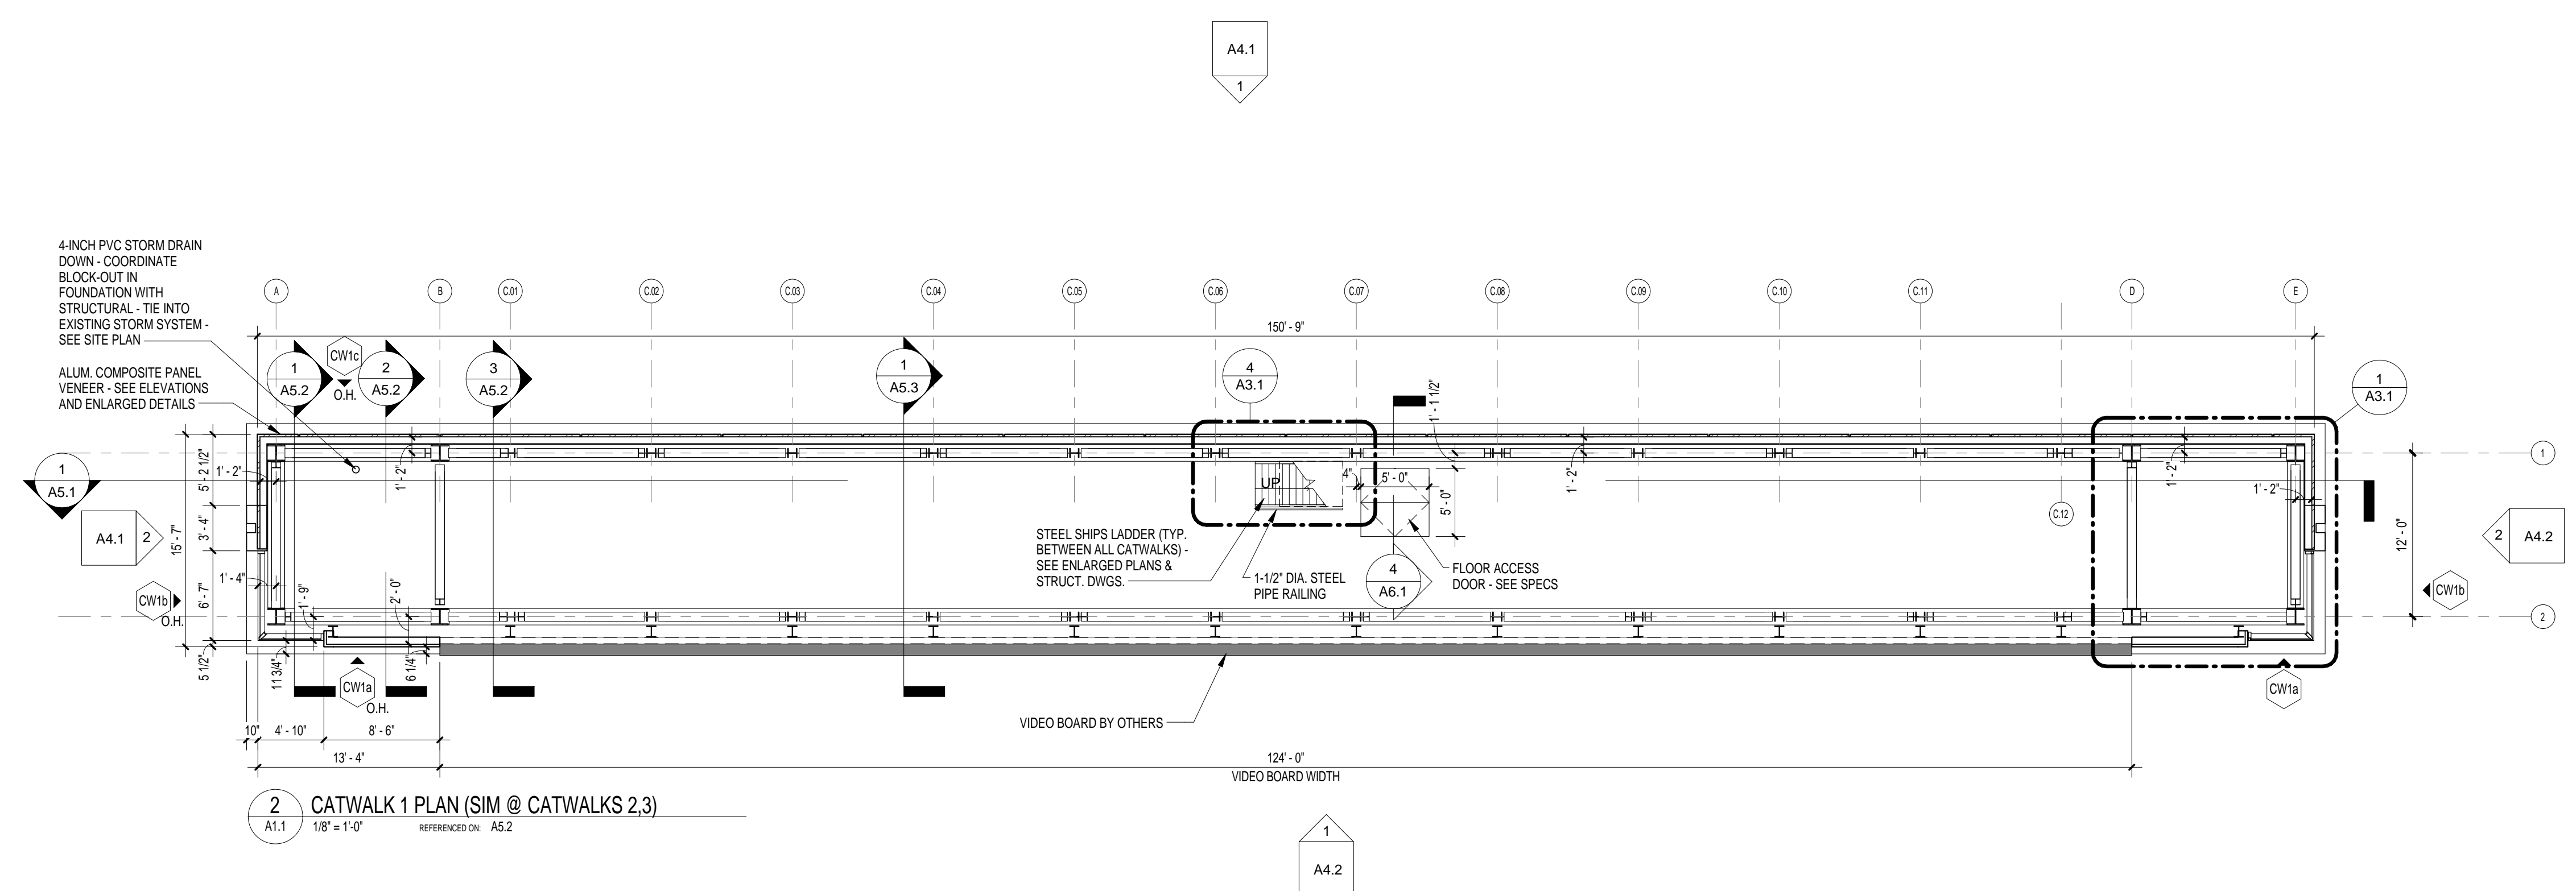 A4.1
1
4-INCH PVC STORM DRAIN
DOWN - COORDINATE
BLOCK-OUT IN
FOUNDATION WITH
STRUCTURAL - TIE INTO
EXISTING STORM SYSTEM -
SEE SITE PLAN
ALUM. COMPOSITE PANEL
VENEER - SEE ELEVATIONS
AND ENLARGED DETAILS
A
B
C.01
C.02
C.03
C.04
C.05
C.06
C.07
C.08
C.09
C.10
C.11
D
E
150' - 9"
CW1c
O.H.
1
A5.2
2
A5.2
3
A5.2
1
A5.3
4
A3.1
1' - 1 1/2"
1
A3.1
1
A5.1
15' - 7"
5' - 2 1/2"
3' - 4"
6' - 7"
5 1/2"
1' - 2"
1' - 2"
1' - 4"
1' - 9"
2' - 0"
11 3/4"
6 1/4"
UP
4"
5' - 0"
5' - 0"
1' - 2"
1' - 2"
1' - 2"
C.12
12' - 0"
1
2
A4.1
2
2
A4.2
CW1b
O.H.
CW1b
STEEL SHIPS LADDER (TYP.
BETWEEN ALL CATWALKS) -
SEE ENLARGED PLANS &
STRUCT. DWGS.
1-1/2" DIA. STEEL
PIPE RAILING
4
A6.1
FLOOR ACCESS
DOOR - SEE SPECS
CW1a
O.H.
CW1a
VIDEO BOARD BY OTHERS
10"
4' - 10"
8' - 6"
13' - 4"
124' - 0"
VIDEO BOARD WIDTH
2
A1.1
CATWALK 1 PLAN (SIM @ CATWALKS 2,3)
1/8" = 1'-0"
REFERENCED ON: A5.2
1
A4.2